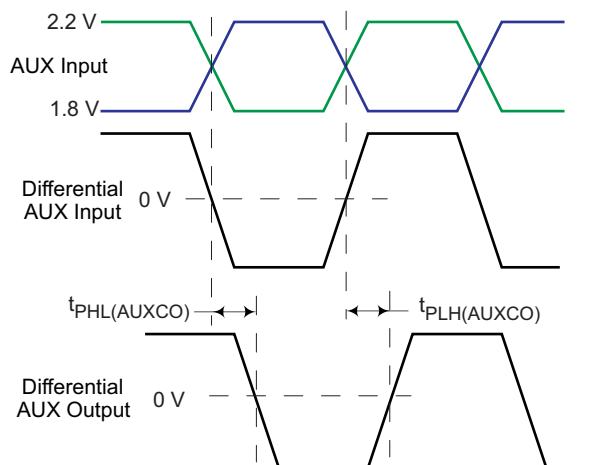 2.2 V
AUX Input
1.8 V
Differential
AUX Input
0 V
tPHL(AUXCO)
tPLH(AUXCO)
Differential
AUX Output
0 V